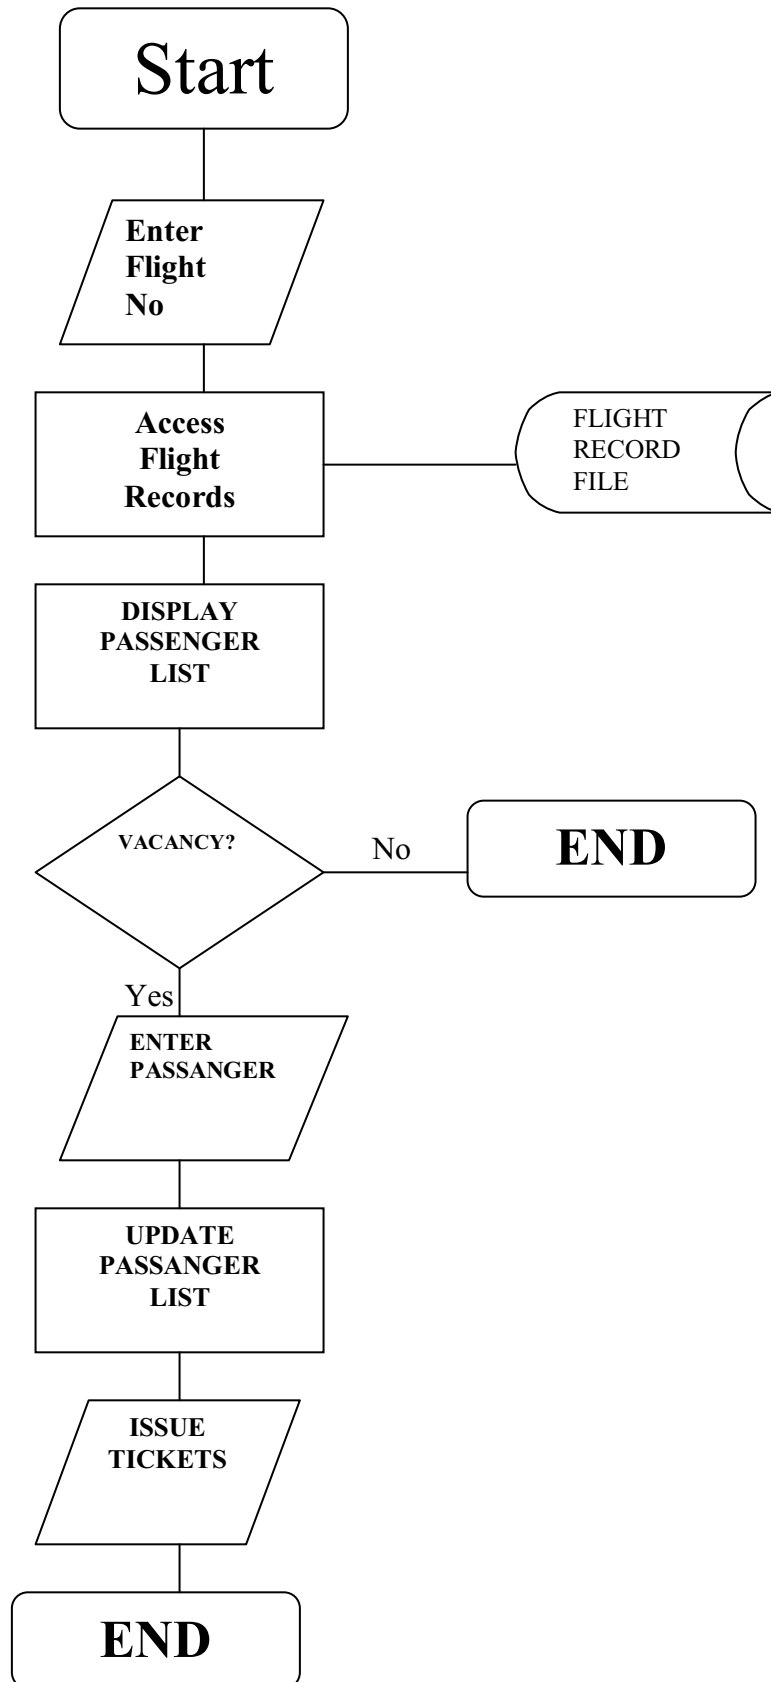 Start
Enter
Flight
No
Access
Flight
Records
FLIGHT
RECORD
FILE
DISPLAY
PASSENGER
LIST
VACANCY?
No
END
Yes
ENTER
PASSANGER
UPDATE
PASSANGER
LIST
ISSUE
TICKETS
END